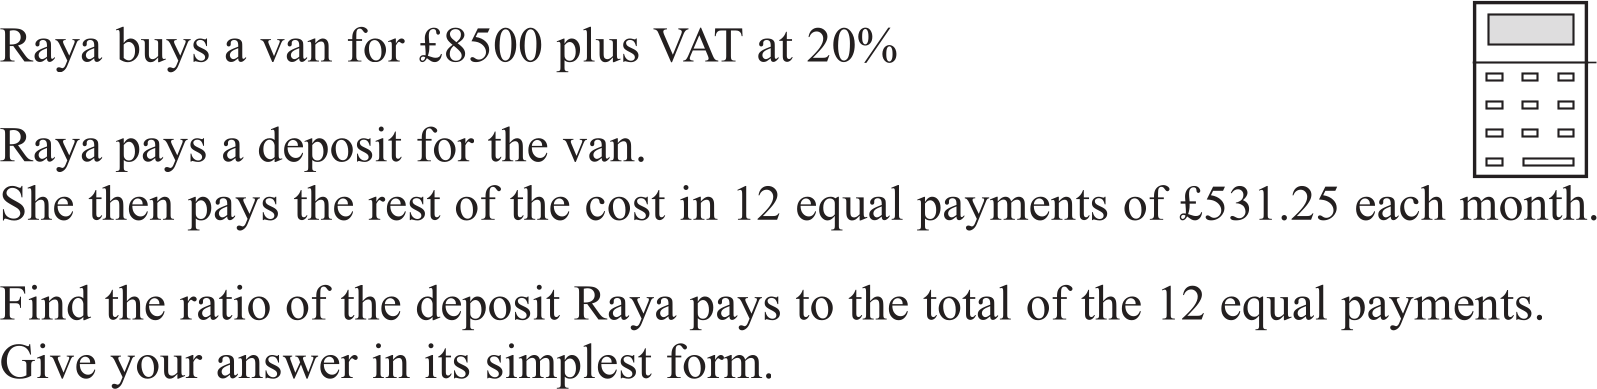 Raya buys a van for £8500 plus VAT at 20%
Raya pays a deposit for the van.
She then pays the rest of the cost in 12 equal payments of £531.25 each month.
Find the ratio of the deposit Raya pays to the total of the 12 equal payments.
Give your answer in its simplest form.